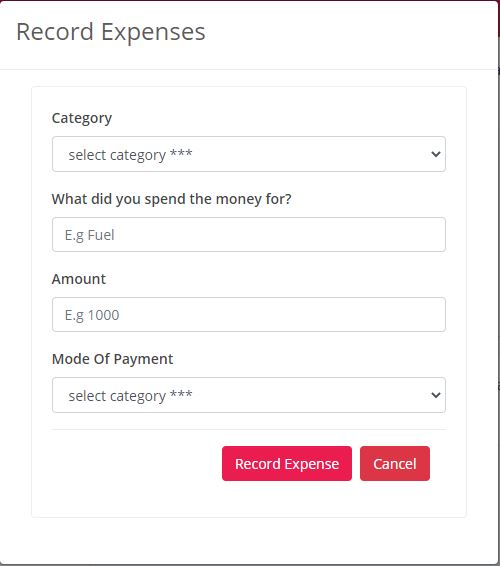 Record Expenses
Category
select category ***
What did you spend the money for?
E.g Fuel
Amount
E.g 1000
Mode Of Payment
select category ***
Record Expense
Cancel